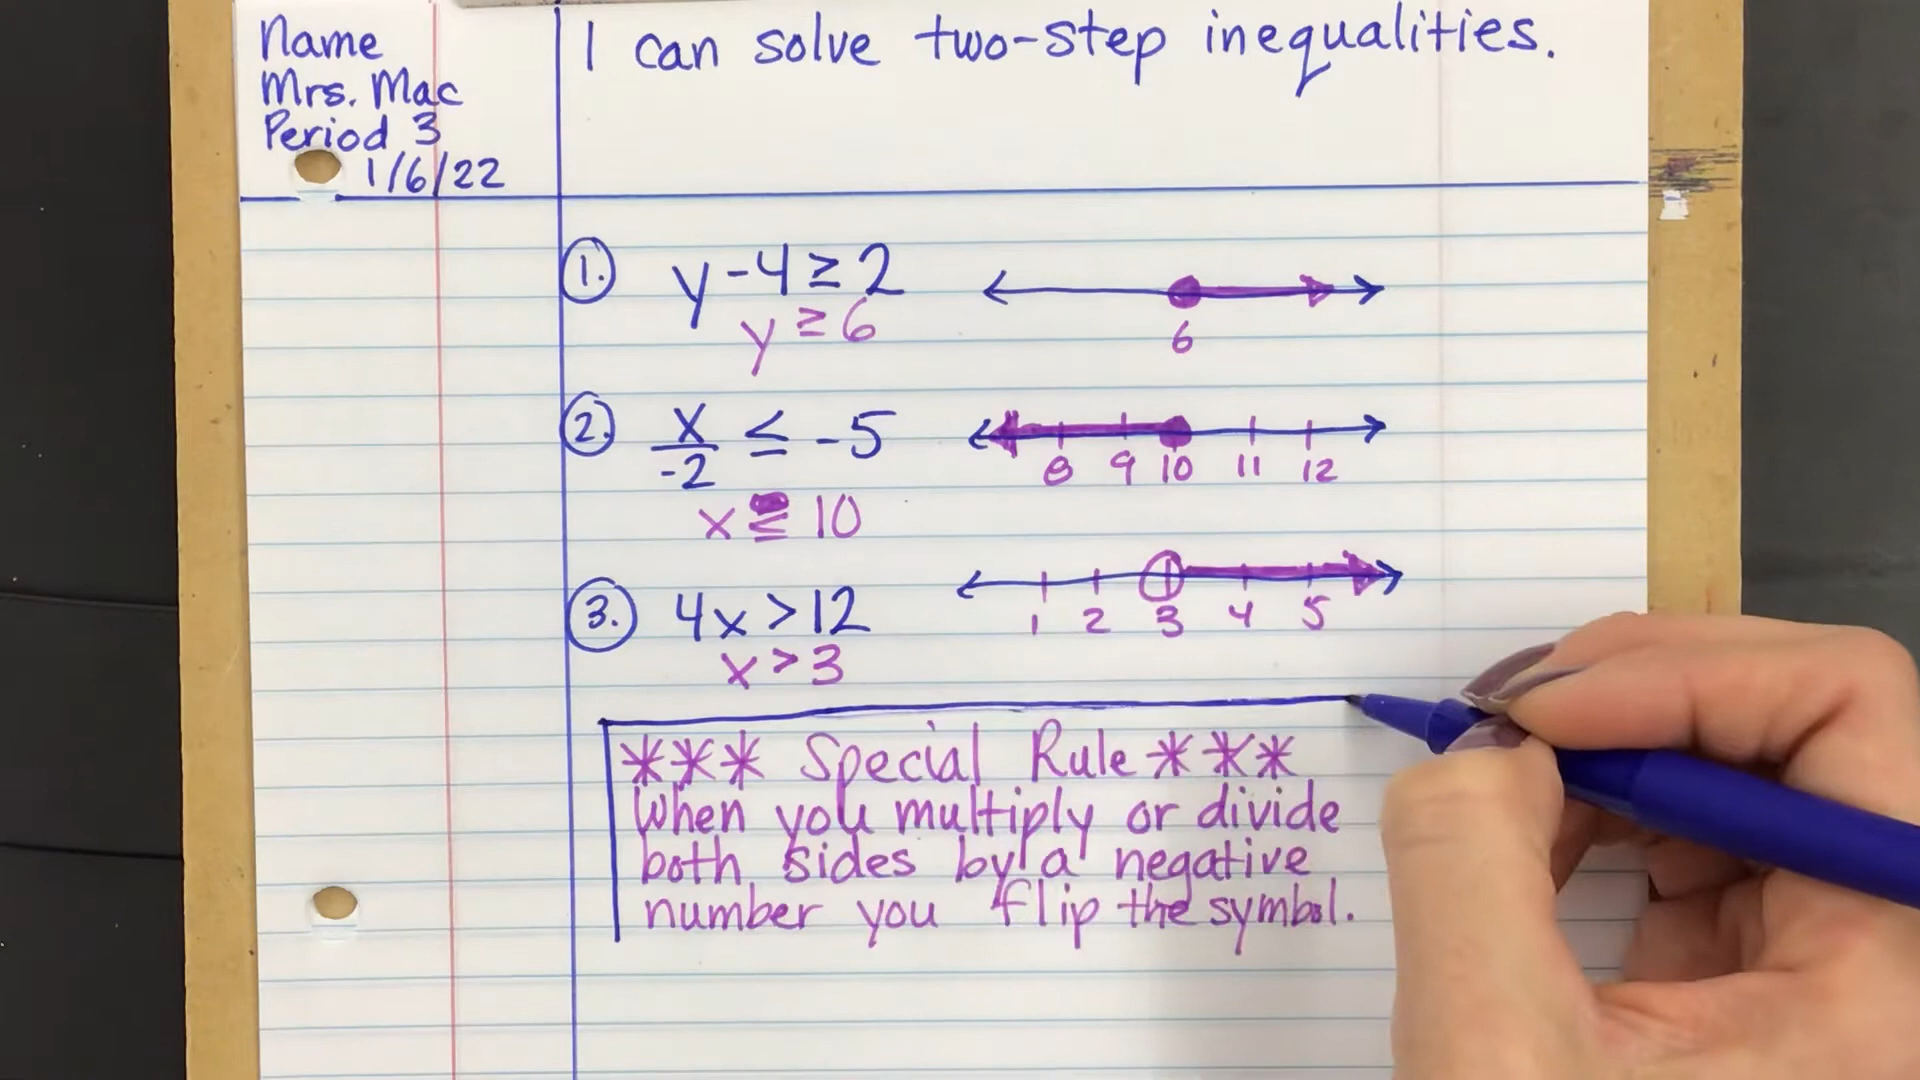 Name
Mrs. Mac
Period 3
1/6/22
I can solve two-step inequalities.
1. y - 4 ≥ 2
y ≥ 6
6
2. x/-2 ≤ -5
x ≤ 10
8 9 10 11 12
3. 4x > 12
x > 3
1 2 3 4 5
*** Special Rule ***
When you multiply or divide
both sides by a negative
number you flip the symbol.